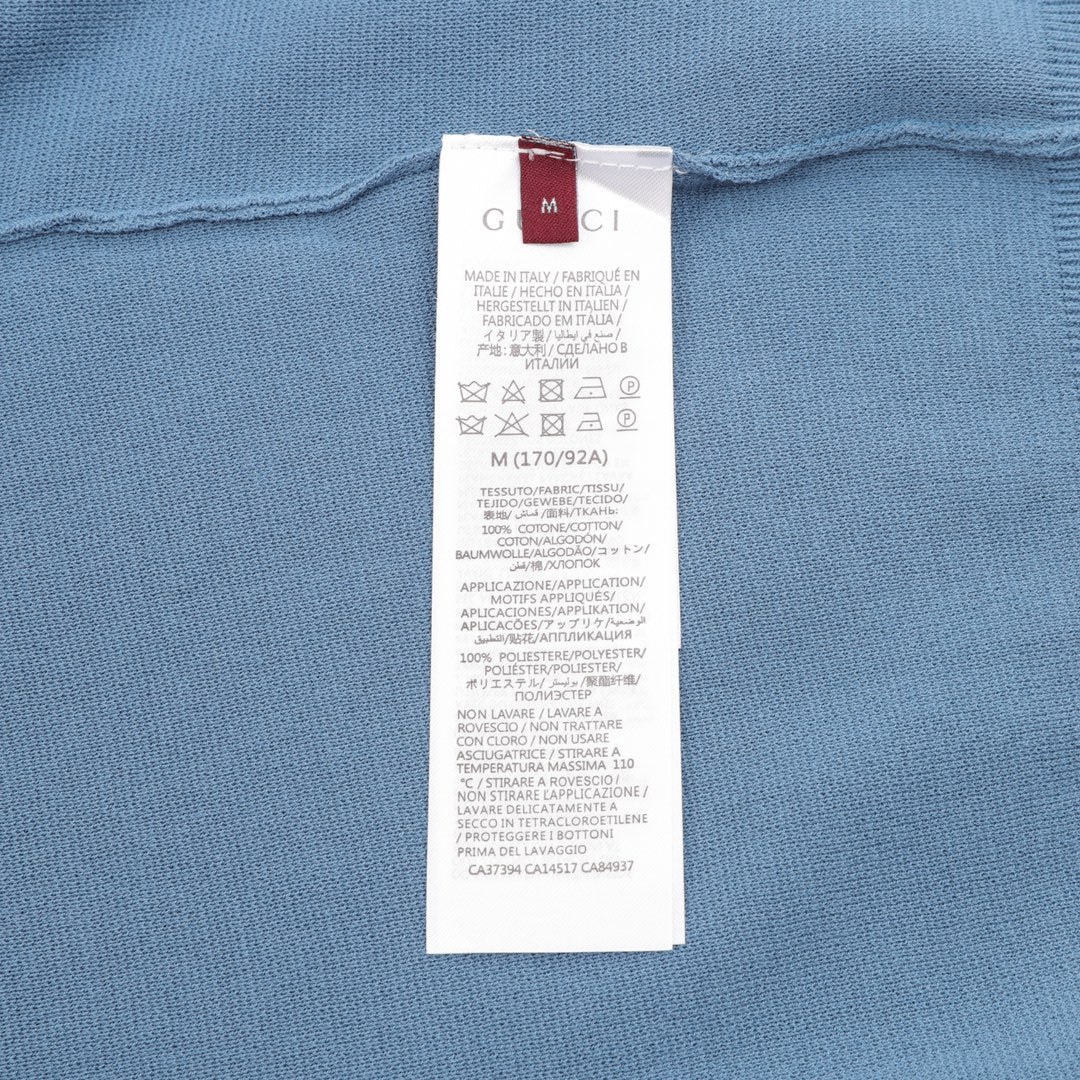 M
GUCCI
MADE IN ITALY / FABRIQUÉ EN
ITALIE / HECHO EN ITALIA /
HERGESTELLT IN ITALIEN /
FABRICADO EM ITÁLIA /
イタリア製 / صنع في ايطاليا /
产地: 意大利 / СДЕЛАНО В
ИТАЛИИ
P
P
M (170/92A)
TESSUTO/FABRIC/TISSU/
TEJIDO/GEWEBE/TECIDO/
表地/ قماش /面料/ТКАНЬ:
100% COTONE/COTTON/
COTON/ALGODÓN/
BAUMWOLLE/ALGODÃO/コットン/
قطن/棉/ХЛОПОК
APPLICAZIONE/APPLICATION/
MOTIFS APPLIQUÉS/
APLICACIONES/APPLIKATION/
APLICACÕES/アップリケ/الوضعية/
التطبيق/贴花/АППЛИКАЦИЯ
100% POLIESTERE/POLYESTER/
POLIÉSTER/POLIESTER/
ポリエステル/ بوليستر /聚酯纤维/
ПОЛИЭСТЕР
NON LAVARE / LAVARE A
ROVESCIO / NON TRATTARE
CON CLORO / NON USARE
ASCIUGATRICE / STIRARE A
TEMPERATURA MASSIMA 110
°C / STIRARE A ROVESCIO /
NON STIRARE L'APPLICAZIONE /
LAVARE DELICATAMENTE A
SECCO IN TETRACLOROETILENE
/ PROTEGGERE I BOTTONI
PRIMA DEL LAVAGGIO
CA37394 CA14517 CA84937